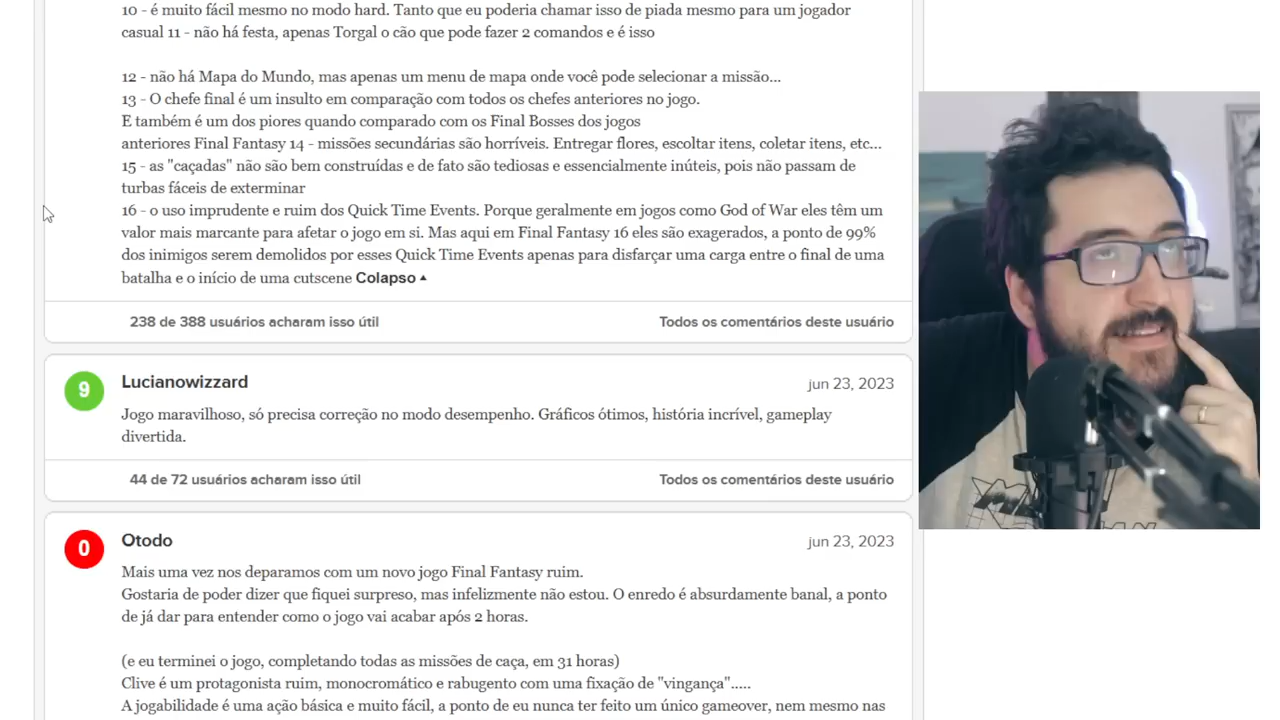 10 - é muito fácil mesmo no modo hard. Tanto que eu poderia chamar isso de piada mesmo para um jogador
casual 11 - não há festa, apenas Torgal o cão que pode fazer 2 comandos e é isso
12 - não há Mapa do Mundo, mas apenas um menu de mapa onde você pode selecionar a missão...
13 - O chefe final é um insulto em comparação com todos os chefes anteriores no jogo.
E também é um dos piores quando comparado com os Final Bosses dos jogos
anteriores Final Fantasy 14 - missões secundárias são horríveis. Entregar flores, escoltar itens, coletar itens, etc...
15 - as "caçadas" não são bem construídas e de fato são tediosas e essencialmente inúteis, pois não passam de
turbas fáceis de exterminar
16 - o uso imprudente e ruim dos Quick Time Events. Porque geralmente em jogos como God of War eles têm um
valor mais marcante para afetar o jogo em si. Mas aqui em Final Fantasy 16 eles são exagerados, a ponto de 99%
dos inimigos serem demolidos por esses Quick Time Events apenas para disfarçar uma carga entre o final de uma
batalha e o início de uma cutscene Colapso ▲
238 de 388 usuários acharam isso útil
Todos os comentários deste usuário
9
Lucianowizzard
jun 23, 2023
Jogo maravilhoso, só precisa correção no modo desempenho. Gráficos ótimos, história incrível, gameplay
divertida.
44 de 72 usuários acharam isso útil
Todos os comentários deste usuário
0
Otodo
jun 23, 2023
Mais uma vez nos deparamos com um novo jogo Final Fantasy ruim.
Gostaria de poder dizer que fiquei surpreso, mas infelizmente não estou. O enredo é absurdamente banal, a ponto
de já dar para entender como o jogo vai acabar após 2 horas.
(e eu terminei o jogo, completando todas as missões de caça, em 31 horas)
Clive é um protagonista ruim, monocromático e rabugento com uma fixação de "vingança".....
A jogabilidade é uma ação básica e muito fácil, a ponto de eu nunca ter feito um único gameover, nem mesmo nas